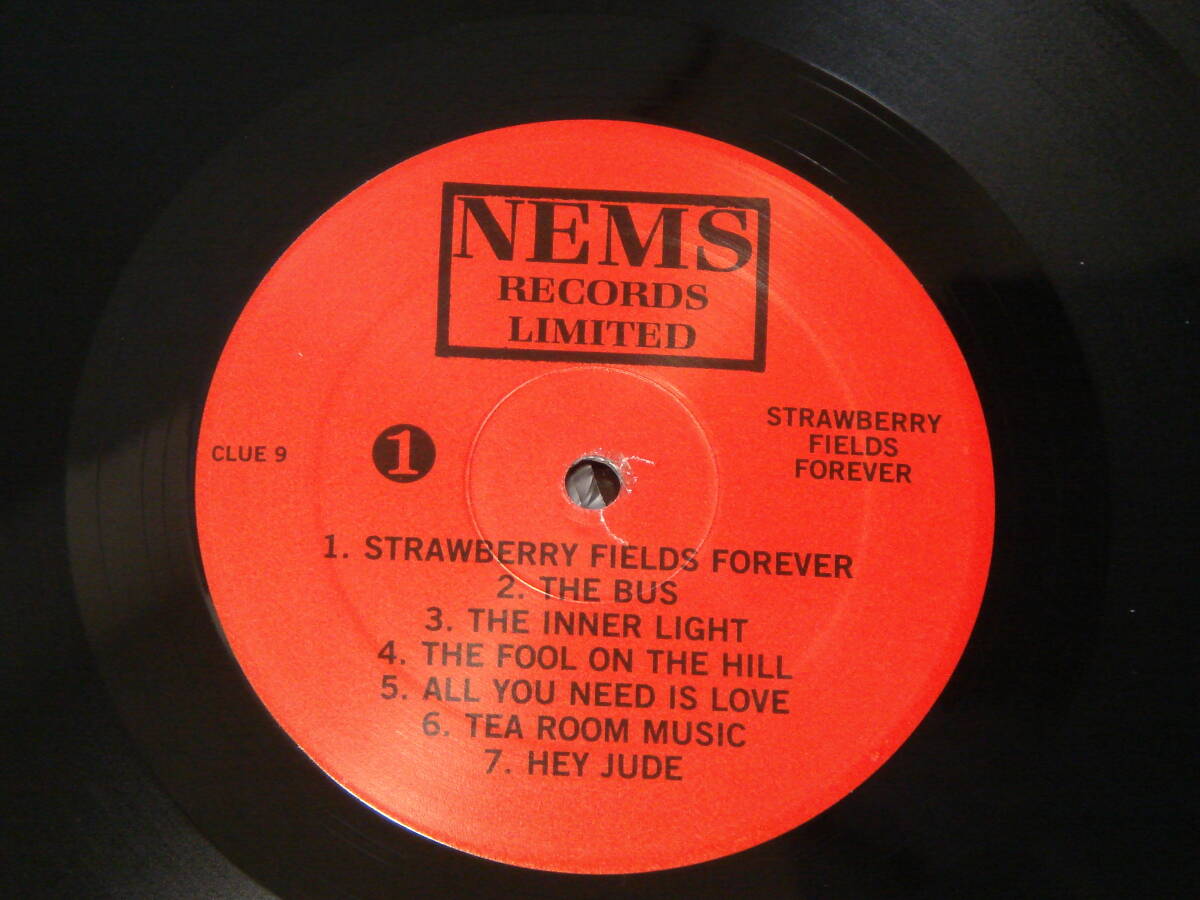 NEMS
RECORDS
LIMITED
STRAWBERRY
FIELDS
FOREVER
CLUE 9
1
1. STRAWBERRY FIELDS FOREVER
2. THE BUS
3. THE INNER LIGHT
4. THE FOOL ON THE HILL
5. ALL YOU NEED IS LOVE
6. TEA ROOM MUSIC
7. HEY JUDE